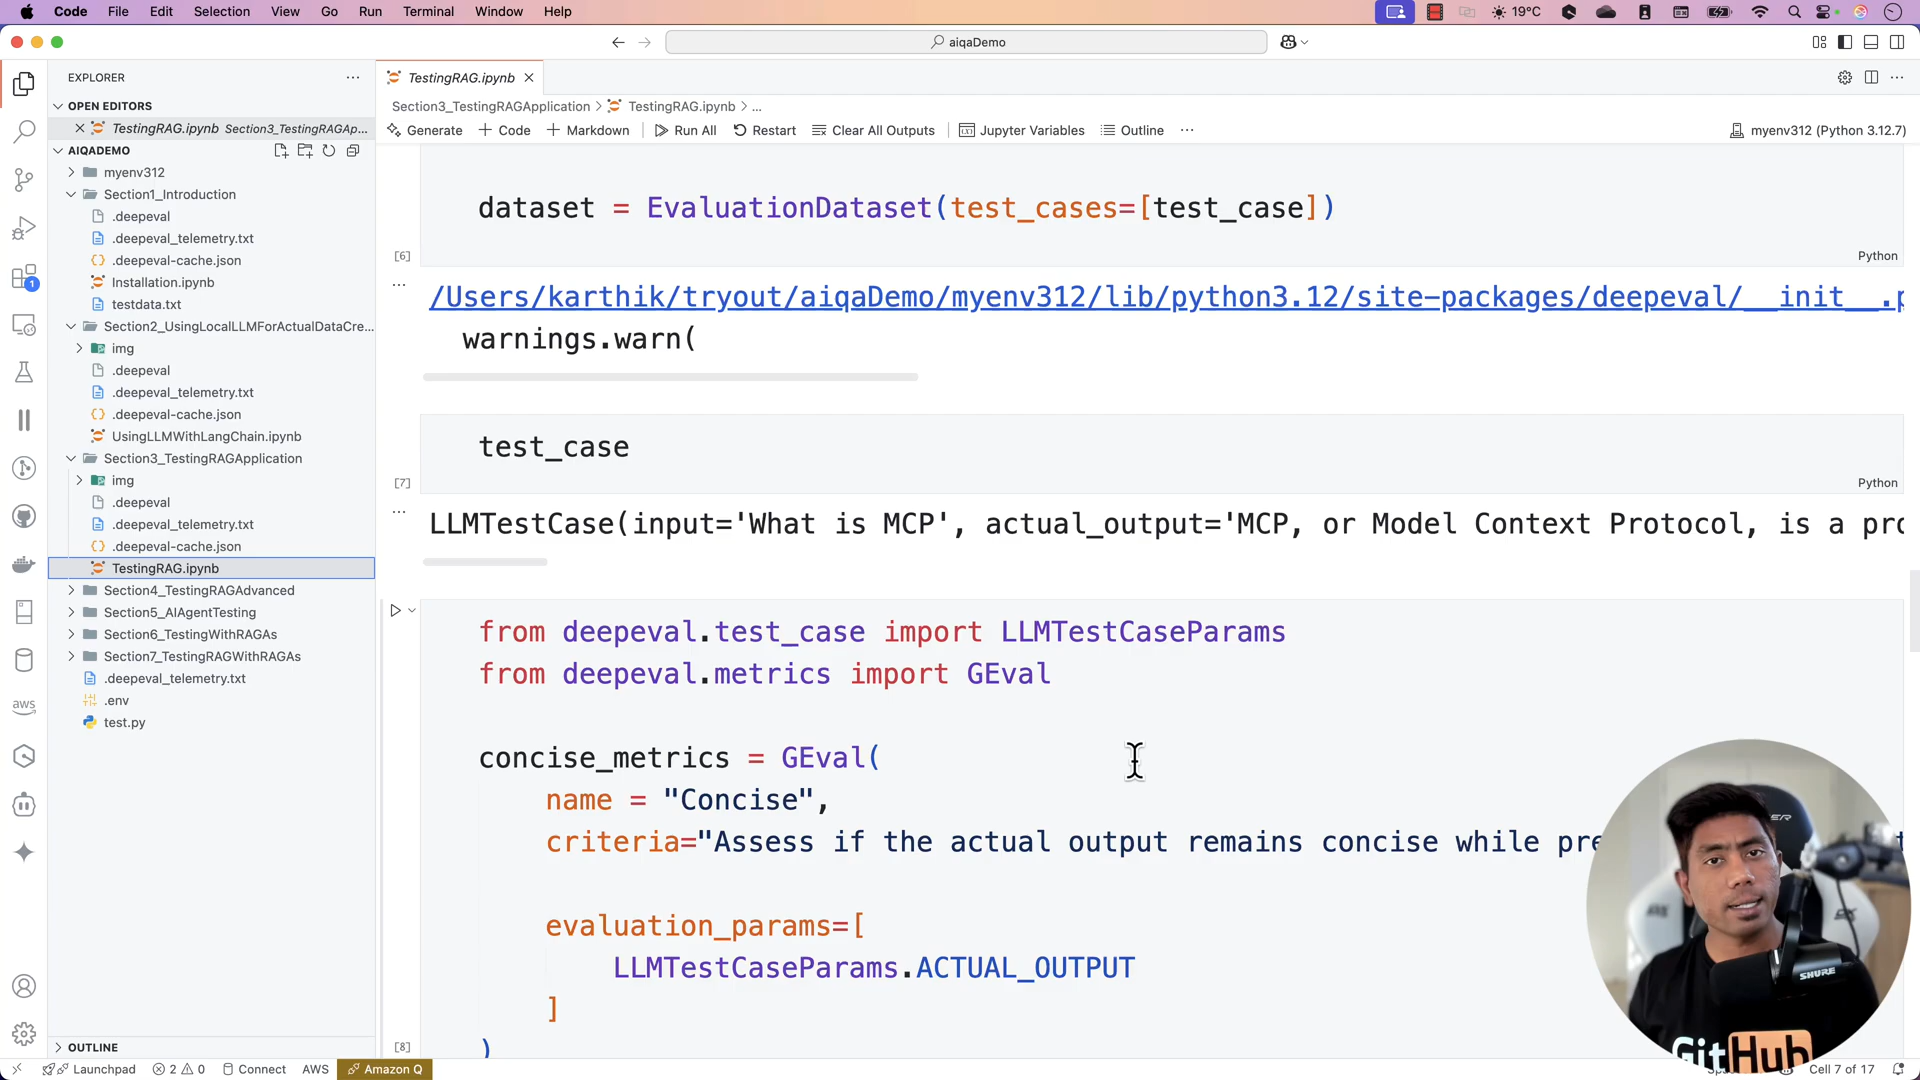 Code File Edit Selection View Go Run Terminal Window Help
19°C
aiqaDemo
EXPLORER
OPEN EDITORS
TestingRAG.ipynb Section3_TestingRAGAp...
AIQADEMO
myenv312
Section1_Introduction
.deepeval
.deepeval_telemetry.txt
.deepeval-cache.json
Installation.ipynb
testdata.txt
Section2_UsingLocalLLMForActualDataCre...
img
.deepeval
.deepeval_telemetry.txt
.deepeval-cache.json
UsingLLMWithLangChain.ipynb
Section3_TestingRAGApplication
img
.deepeval
.deepeval_telemetry.txt
.deepeval-cache.json
TestingRAG.ipynb
Section4_TestingRAGAdvanced
Section5_AIAgentTesting
Section6_TestingWithRAGAs
Section7_TestingRAGWithRAGAs
.deepeval_telemetry.txt
.env
test.py
OUTLINE
1
aws
TestingRAG.ipynb
Section3_TestingRAGApplication > TestingRAG.ipynb > ...
Generate + Code + Markdown Run All Restart Clear All Outputs Jupyter Variables Outline ...
myenv312 (Python 3.12.7)
dataset = EvaluationDataset(test_cases=[test_case])
[6]
Python
/Users/karthik/tryout/aiqaDemo/myenv312/lib/python3.12/site-packages/deepeval/__init__.p
warnings.warn(
test_case
[7]
Python
LLMTestCase(input='What is MCP', actual_output='MCP, or Model Context Protocol, is a pro
from deepeval.test_case import LLMTestCaseParams
from deepeval.metrics import GEval
concise_metrics = GEval(
name = "Concise",
criteria="Assess if the actual output remains concise while pre
evaluation_params=[
LLMTestCaseParams.ACTUAL_OUTPUT
]
)
[8]
SHURE
GitHub
Launchpad 2 0 Connect AWS Amazon Q
Cell 7 of 17